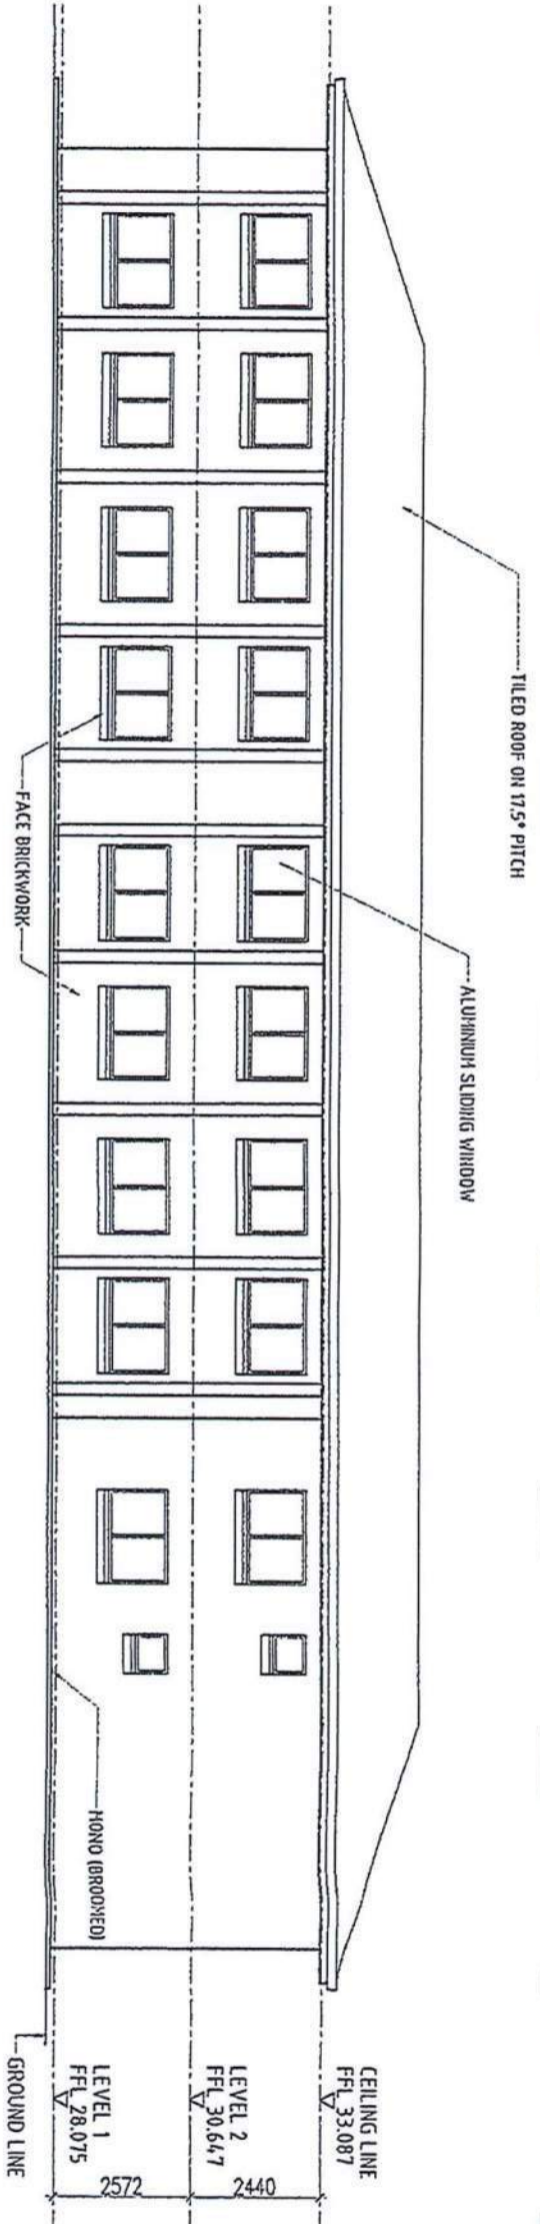 TILED ROOF ON 17.5° PITCH
ALUMINIUM SLIDING WINDOW
FACE BRICKWORK
MONO (BROOMED)
CEILING LINE
FFL 33.087
LEVEL 2
FFL 30.647
LEVEL 1
FFL 28.075
2440
2572
GROUND LINE